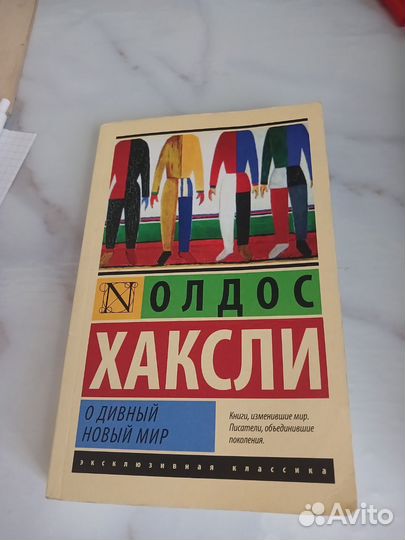 N ОЛДОС
ХАКСЛИ
О ДИВНЫЙ
НОВЫЙ МИР
Книги, изменившие мир.
Писатели, объединившие
поколения.
эксклюзивная классика
Avito